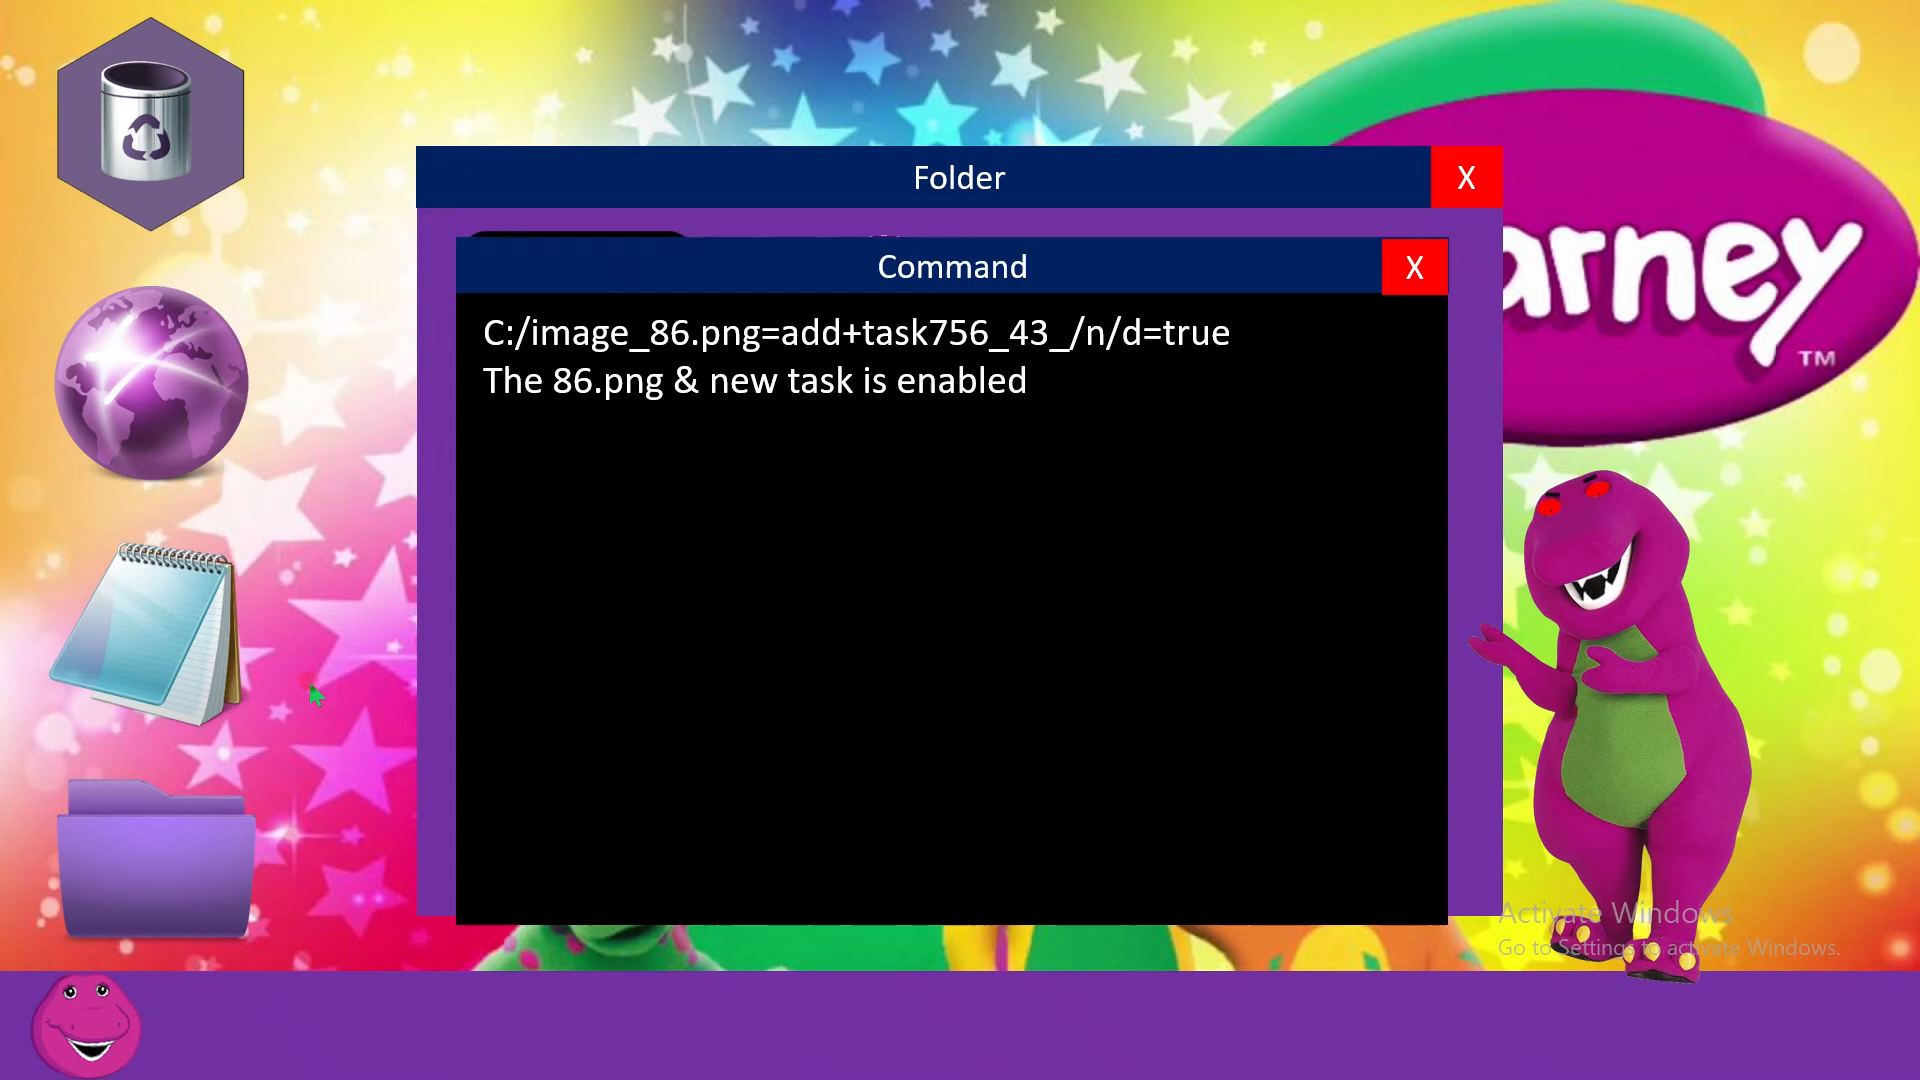 Folder
X
Command
X
C:/image_86.png=add+task756_43_/n/d=true
The 86.png & new task is enabled
arney
TM
Activate Windows
Go to Settings to activate Windows.